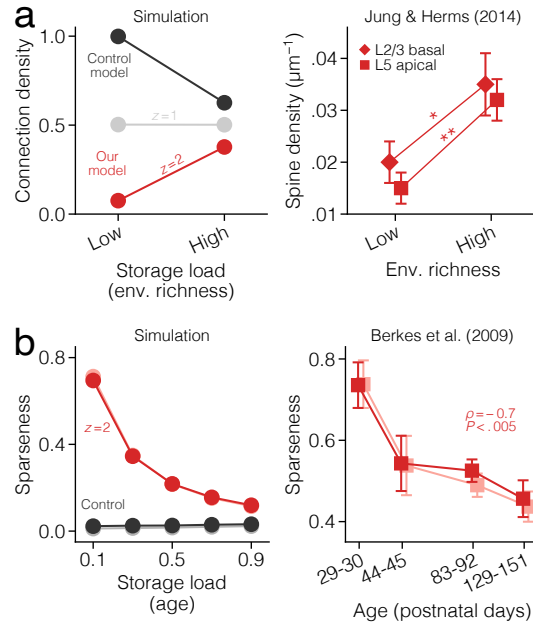 a
Simulation
Connection density
1.0
0.5
0.0
Control
model
z=1
Our
model
z=2
Low
High
Storage load
(env. richness)
Jung & Herms (2014)
Spine density (μm⁻¹)
.04
.03
.02
.01
L2/3 basal
L5 apical
*
**
Low
High
Env. richness
b
Simulation
Sparseness
0.8
0.4
0.0
z=2
Control
0.1
0.5
0.9
Storage load
(age)
Berkes et al. (2009)
Sparseness
0.8
0.6
0.4
ρ=−0.7
P<.005
29-30
44-45
83-92
129-151
Age (postnatal days)